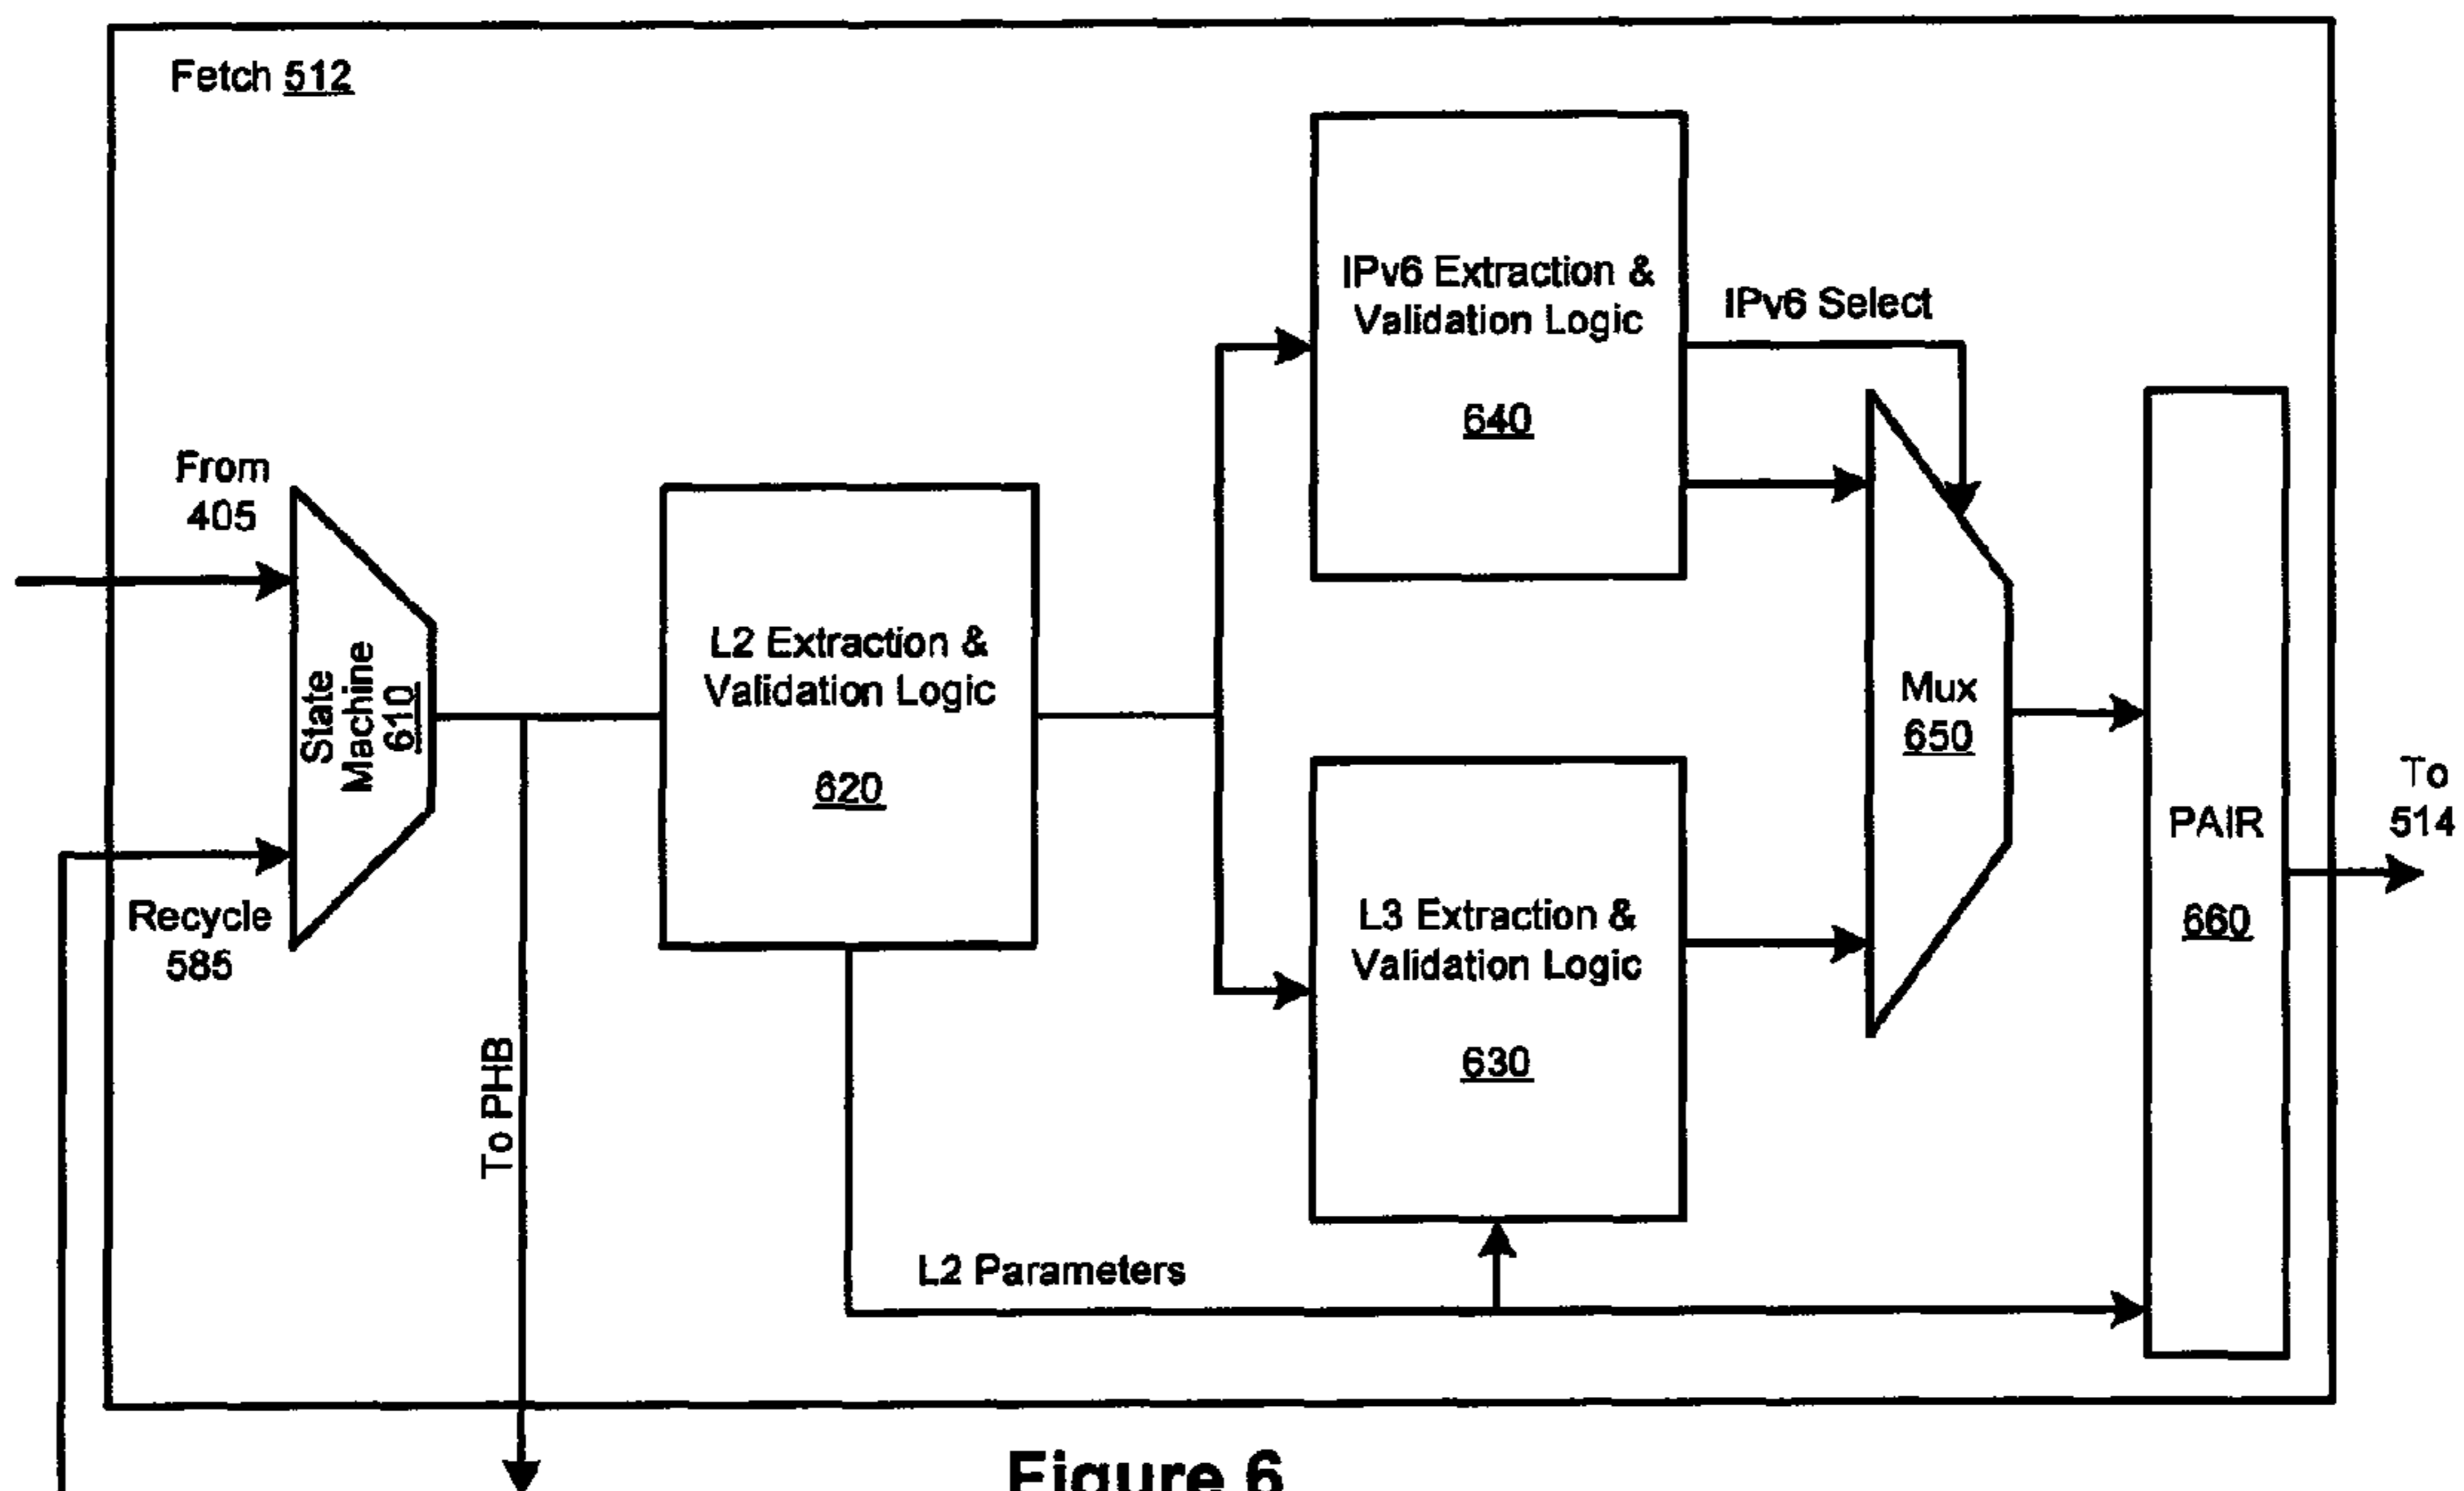 Fetch 512
From
405
State
Machine
610
Recycle
585
To PHB
L2 Extraction &
Validation Logic
620
L2 Parameters
IPv6 Extraction &
Validation Logic
640
IPv6 Select
L3 Extraction &
Validation Logic
630
Mux
650
PAIR
660
To
514
Figure 6